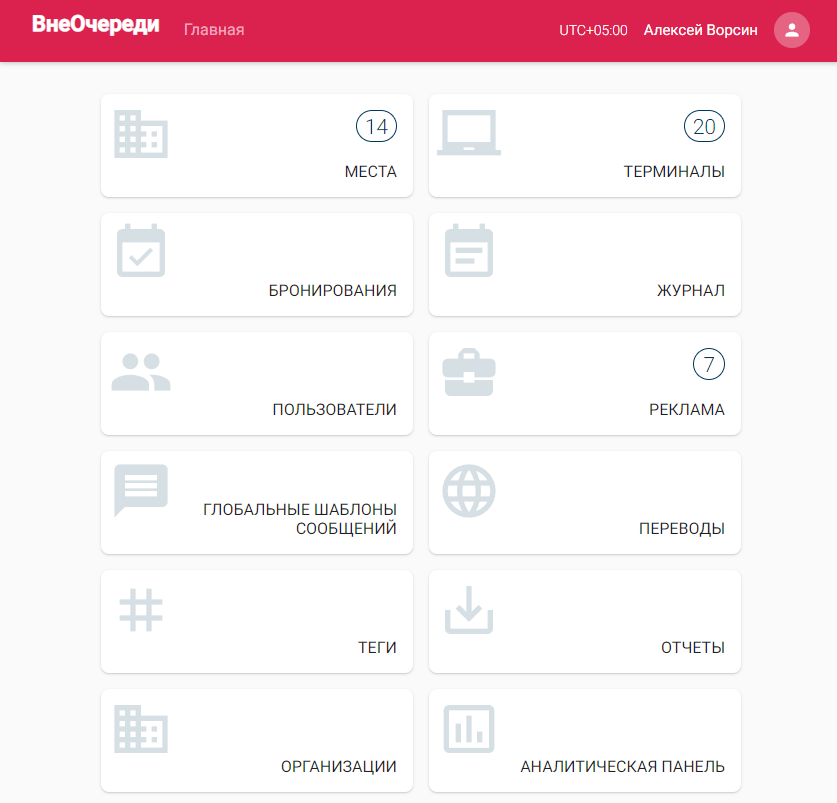 ВнеОчереди
Главная
UTC+05:00
Алексей Ворсин
14
МЕСТА
20
ТЕРМИНАЛЫ
БРОНИРОВАНИЯ
ЖУРНАЛ
ПОЛЬЗОВАТЕЛИ
7
РЕКЛАМА
ГЛОБАЛЬНЫЕ ШАБЛОНЫ
СООБЩЕНИЙ
ПЕРЕВОДЫ
ТЕГИ
ОТЧЕТЫ
ОРГАНИЗАЦИИ
АНАЛИТИЧЕСКАЯ ПАНЕЛЬ